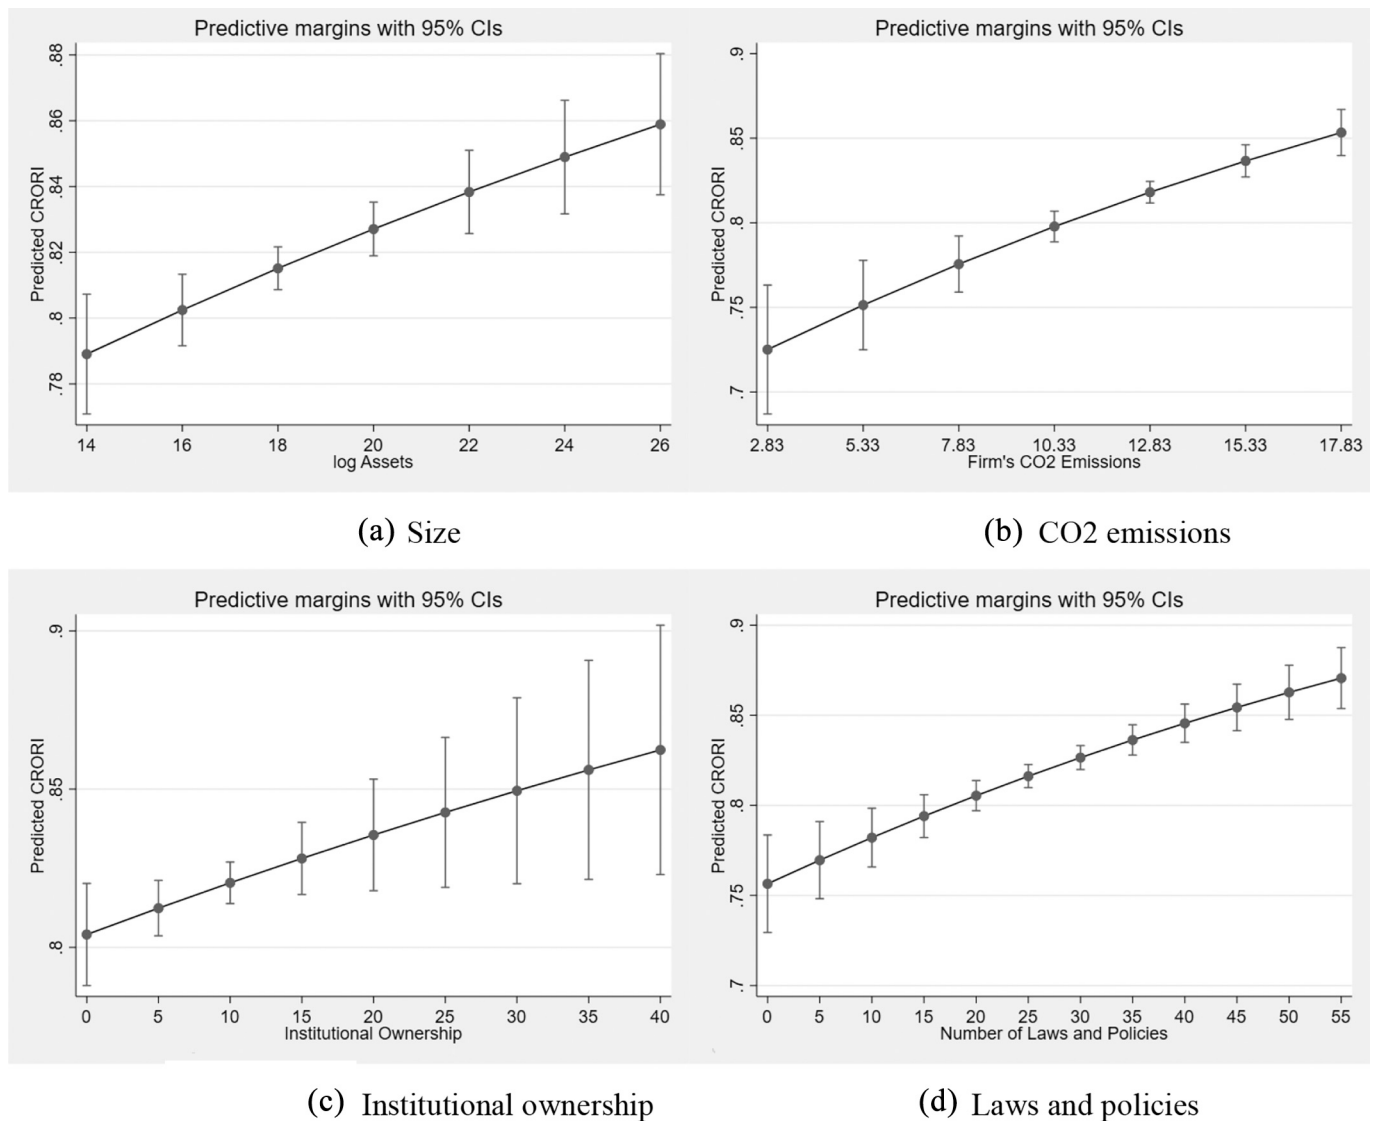 Predictive margins with 95% CIs
.88
.86
.84
.82
.8
.78
Predicted CRORI
14 16 18 20 22 24 26
log Assets
(a) Size
Predictive margins with 95% CIs
.9
.85
.8
.75
.7
Predicted CRORI
2.83 5.33 7.83 10.33 12.83 15.33 17.83
Firm's CO2 Emissions
(b) CO2 emissions
Predictive margins with 95% CIs
.9
.85
.8
Predicted CRORI
0 5 10 15 20 25 30 35 40
Institutional Ownership
(c) Institutional ownership
Predictive margins with 95% CIs
.9
.85
.8
.75
.7
Predicted CRORI
0 5 10 15 20 25 30 35 40 45 50 55
Number of Laws and Policies
(d) Laws and policies